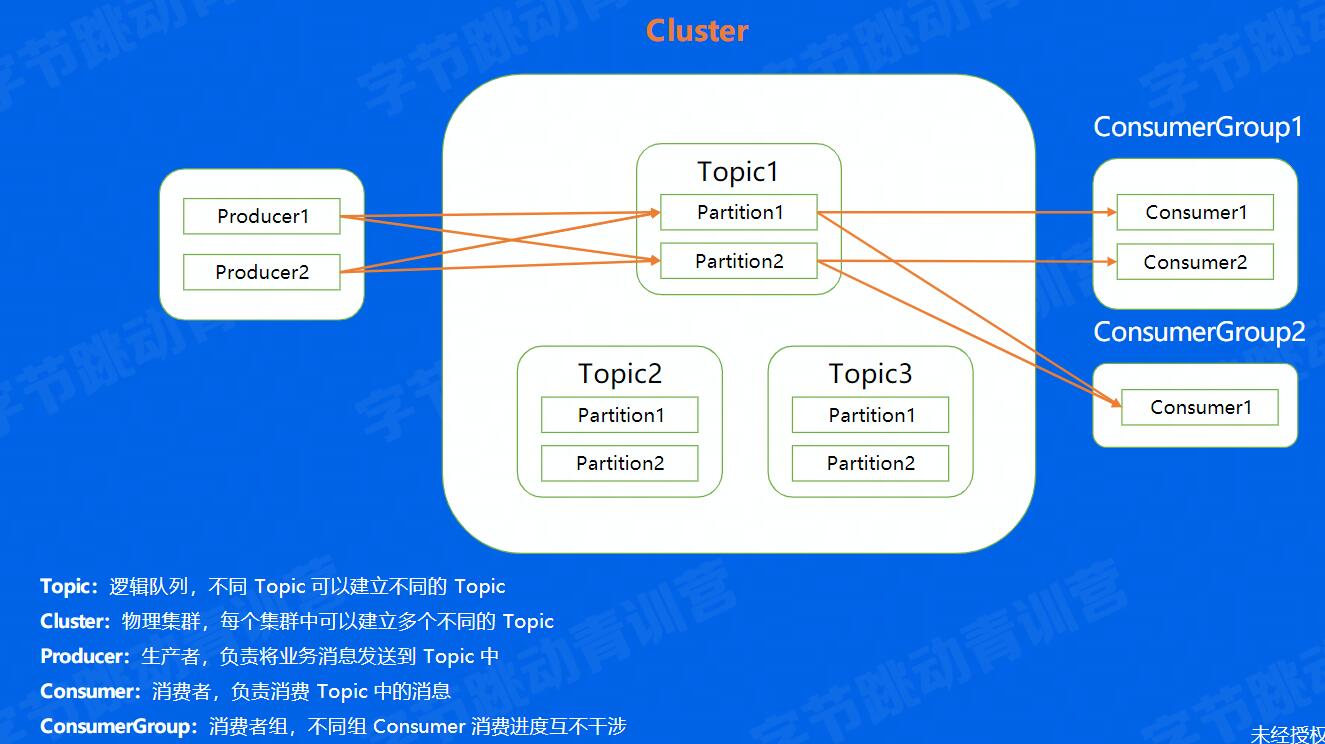 Cluster
ConsumerGroup1
Topic1
Producer1
Partition1
Consumer1
Producer2
Partition2
Consumer2
ConsumerGroup2
Topic2
Topic3
Consumer1
Partition1
Partition1
Partition2
Partition2
Topic：逻辑队列，不同 Topic 可以建立不同的 Topic
Cluster：物理集群，每个集群中可以建立多个不同的 Topic
Producer：生产者，负责将业务消息发送到 Topic 中
Consumer：消费者，负责消费 Topic 中的消息
ConsumerGroup：消费者组，不同组 Consumer 消费进度互不干涉
未经授权
字节跳动青训营